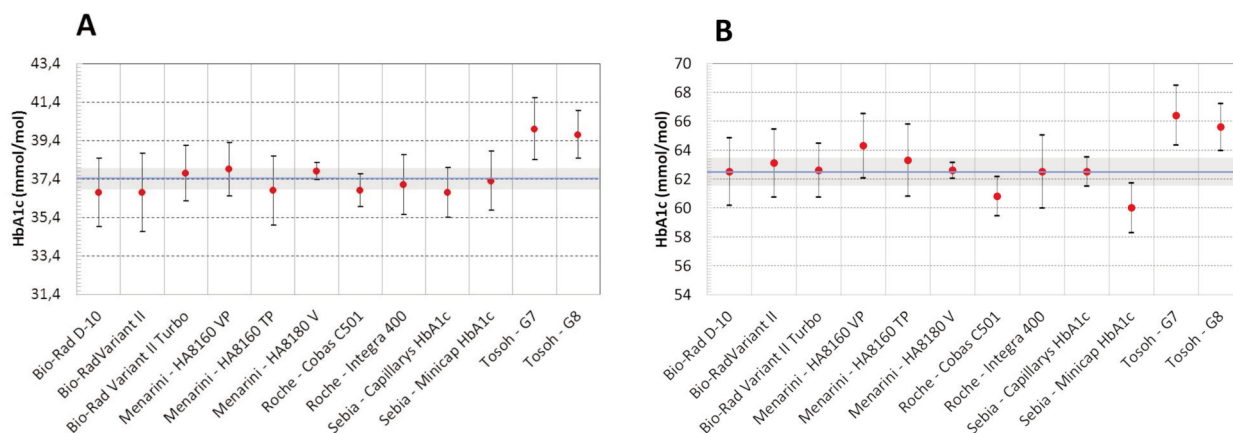 A
HbA1c (mmol/mol)
43,4
41,4
39,4
37,4
35,4
33,4
31,4
Bio-Rad D-10
Bio-RadVariant II
Bio-Rad Variant II Turbo
Menarini - HA8160 VP
Menarini - HA8160 TP
Menarini - HA8180 V
Roche - Cobas C501
Roche - Integra 400
Sebia - Capillarys HbA1c
Sebia - Minicap HbA1c
Tosoh - G7
Tosoh - G8
B
HbA1c (mmol/mol)
70
68
66
64
62
60
58
56
54
Bio-Rad D-10
Bio-RadVariant II
Bio-Rad Variant II Turbo
Menarini - HA8160 VP
Menarini - HA8160 TP
Menarini - HA8180 V
Roche - Cobas C501
Roche - Integra 400
Sebia - Capillarys HbA1c
Sebia - Minicap HbA1c
Tosoh - G7
Tosoh - G8